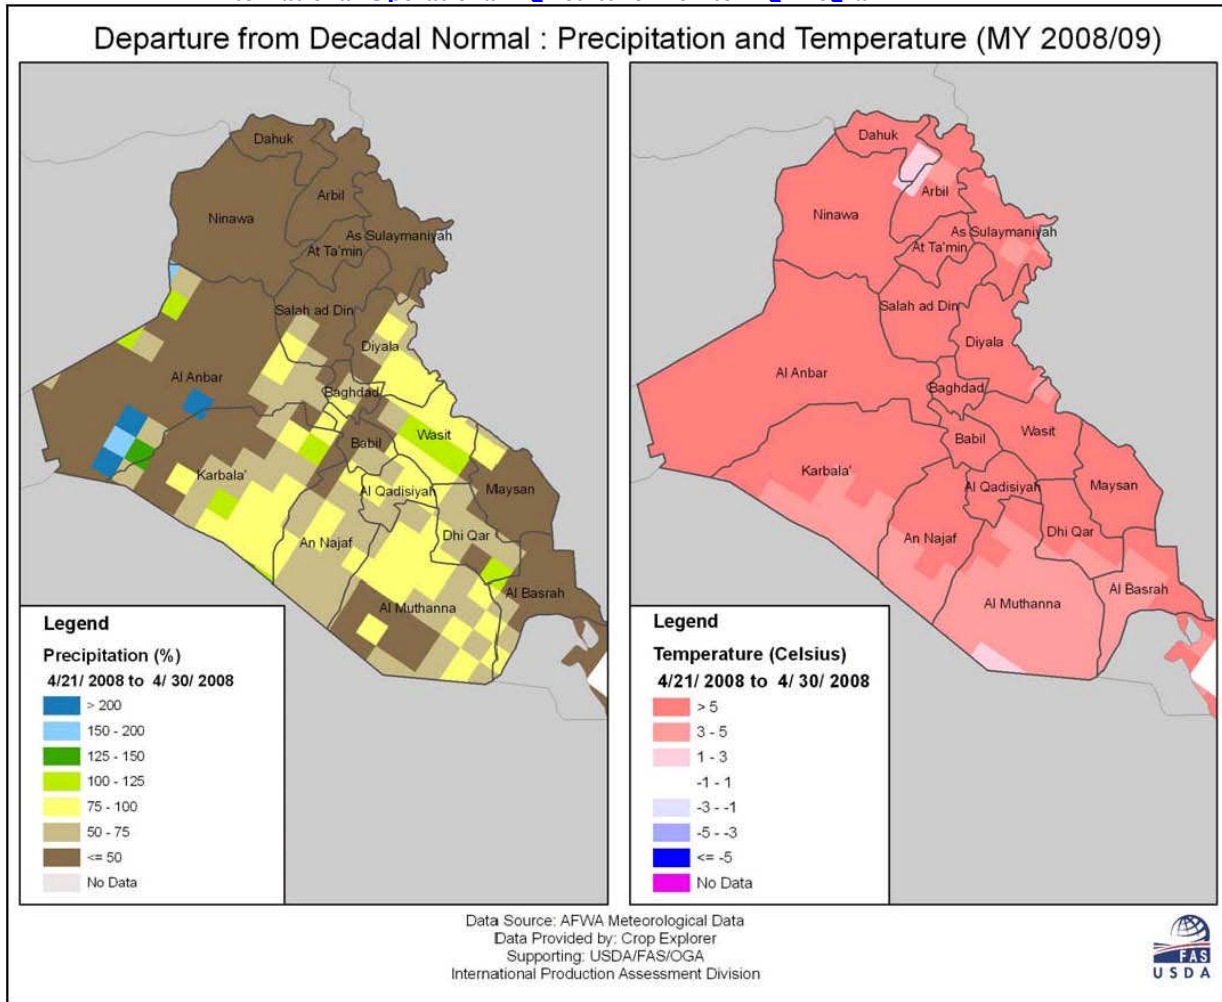 Departure from Decadal Normal : Precipitation and Temperature (MY 2008/09)
Dahuk
Arbil
Ninawa
As Sulaymaniyah
At Ta'min
Salah ad Din
Diyala
Al Anbar
Baghdad
Wasit
Babil
Karbala'
Al Qadisiyah
Maysan
An Najaf
Dhi Qar
Al Basrah
Al Muthanna
Legend
Precipitation (%)
4/21/ 2008 to 4/ 30/ 2008
> 200
150 - 200
125 - 150
100 - 125
75 - 100
50 - 75
<= 50
No Data
Dahuk
Arbil
Ninawa
As Sulaymaniyah
At Ta'min
Salah ad Din
Diyala
Al Anbar
Baghdad
Wasit
Babil
Karbala'
Al Qadisiyah
Maysan
An Najaf
Dhi Qar
Al Basrah
Al Muthanna
Legend
Temperature (Celsius)
4/21/ 2008 to 4/ 30/ 2008
> 5
3 - 5
1 - 3
-1 - 1
-3 - -1
-5 - -3
<= -5
No Data
Data Source: AFWA Meteorological Data
Data Provided by: Crop Explorer
Supporting: USDA/FAS/OGA
International Production Assessment Division
FAS
USDA